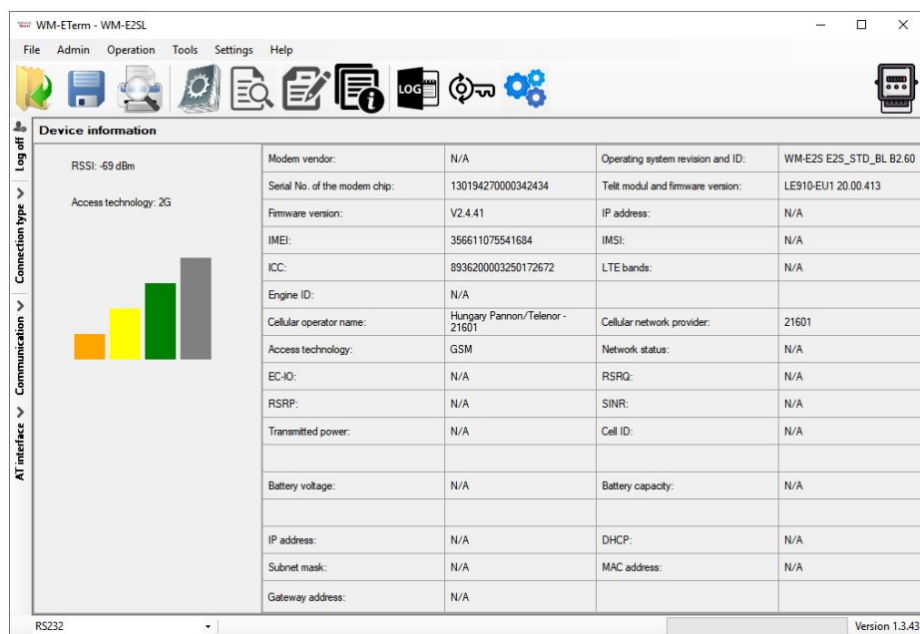 WM-ETerm - WM-E2SL
File Admin Operation Tools Settings Help
LOG
Log off
Connection type
Communication
AT interface
Device information
RSSI: -69 dBm
Access technology: 2G
Modem vendor: N/A Operating system revision and ID: WM-E2S E2S_STD_BL B2.60
Serial No. of the modem chip: 130194270000342434 Telit modul and firmware version: LE910-EU1 20.00.413
Firmware version: V2.4.41 IP address: N/A
IMEI: 356611075541684 IMSI: N/A
ICC: 8936200003250172672 LTE bands: N/A
Engine ID: N/A
Cellular operator name: Hungary Pannon/Telenor - 
21601 Cellular network provider: 21601
Access technology: GSM Network status: N/A
EC-IO: N/A RSRQ: N/A
RSRP: N/A SINR: N/A
Transmitted power: N/A Cell ID: N/A
Battery voltage: N/A Battery capacity: N/A
IP address: N/A DHCP: N/A
Subnet mask: N/A MAC address: N/A
Gateway address: N/A
RS232
Version 1.3.43